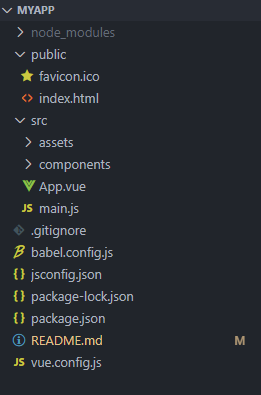 MYAPP
node_modules
public
favicon.ico
index.html
src
assets
components
App.vue
JS main.js
.gitignore
babel.config.js
{ } jsconfig.json
{ } package-lock.json
{ } package.json
README.md M
JS vue.config.js